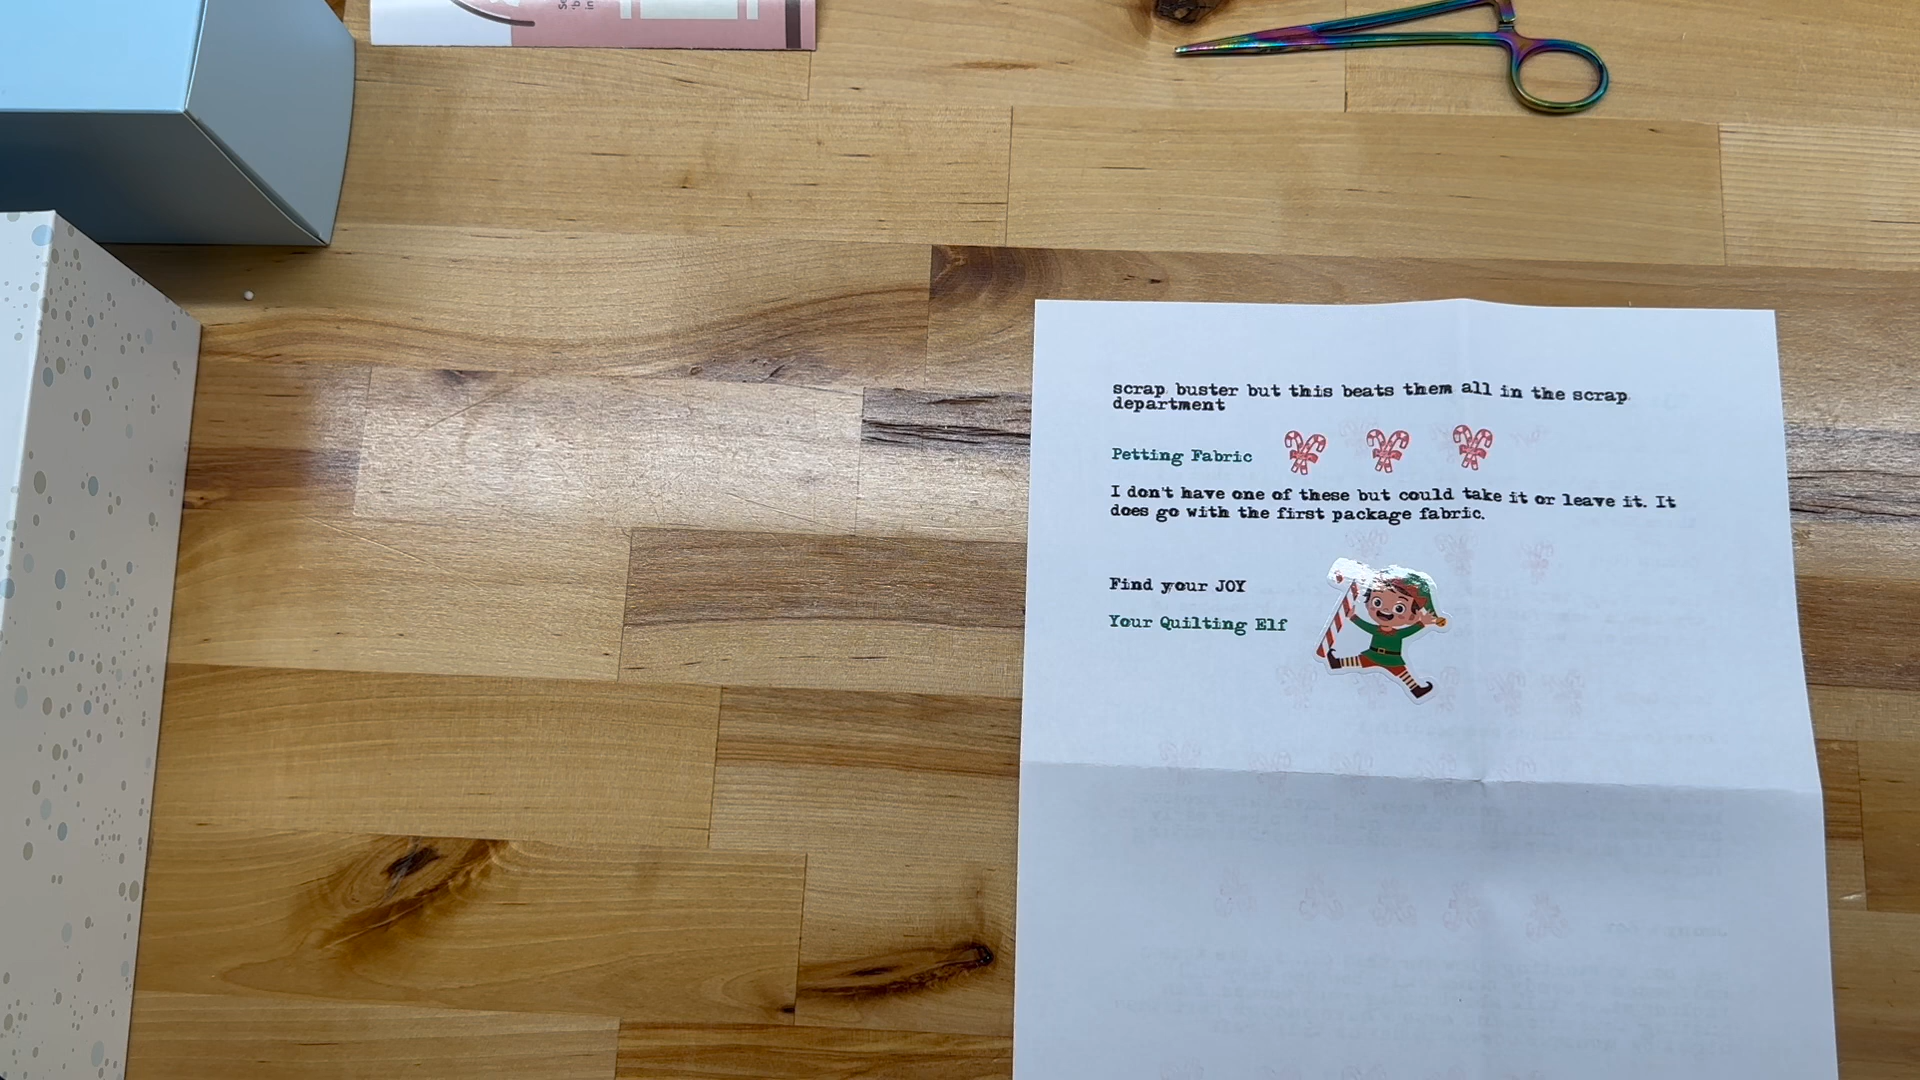 scrap buster but this beats them all in the scrap
department
Petting Fabric
I don't have one of these but could take it or leave it. It
does go with the first package fabric.
Find your JOY
Your Quilting Elf